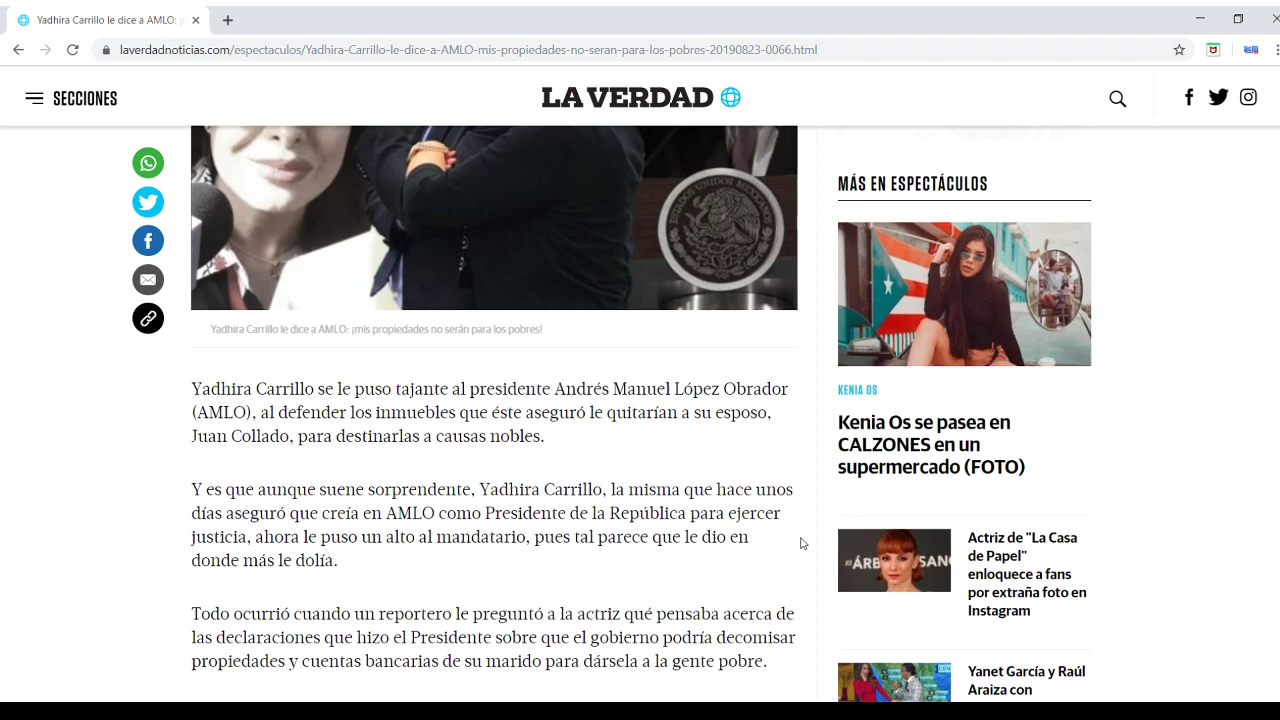 Yadhira Carrillo le dice a AMLO: ¡
laverdadnoticias.com/espectaculos/Yadhira-Carrillo-le-dice-a-AMLO-mis-propiedades-no-seran-para-los-pobres-20190823-0066.html
SECCIONES
LA VERDAD
ESTADOS UNIDOS MEXICANOS
Yadhira Carrillo le dice a AMLO: ¡mis propiedades no serán para los pobres!
Yadhira Carrillo se le puso tajante al presidente Andrés Manuel López Obrador
(AMLO), al defender los inmuebles que éste aseguró le quitarían a su esposo,
Juan Collado, para destinarlas a causas nobles.
Y es que aunque suene sorprendente, Yadhira Carrillo, la misma que hace unos
días aseguró que creía en AMLO como Presidente de la República para ejercer
justicia, ahora le puso un alto al mandatario, pues tal parece que le dio en
donde más le dolía.
Todo ocurrió cuando un reportero le preguntó a la actriz qué pensaba acerca de
las declaraciones que hizo el Presidente sobre que el gobierno podría decomisar
propiedades y cuentas bancarias de su marido para dársela a la gente pobre.
MÁS EN ESPECTÁCULOS
KENIA OS
Kenia Os se pasea en
CALZONES en un
supermercado (FOTO)
Actriz de "La Casa
de Papel"
enloquece a fans
por extraña foto en
Instagram
Yanet García y Raúl
Araiza con